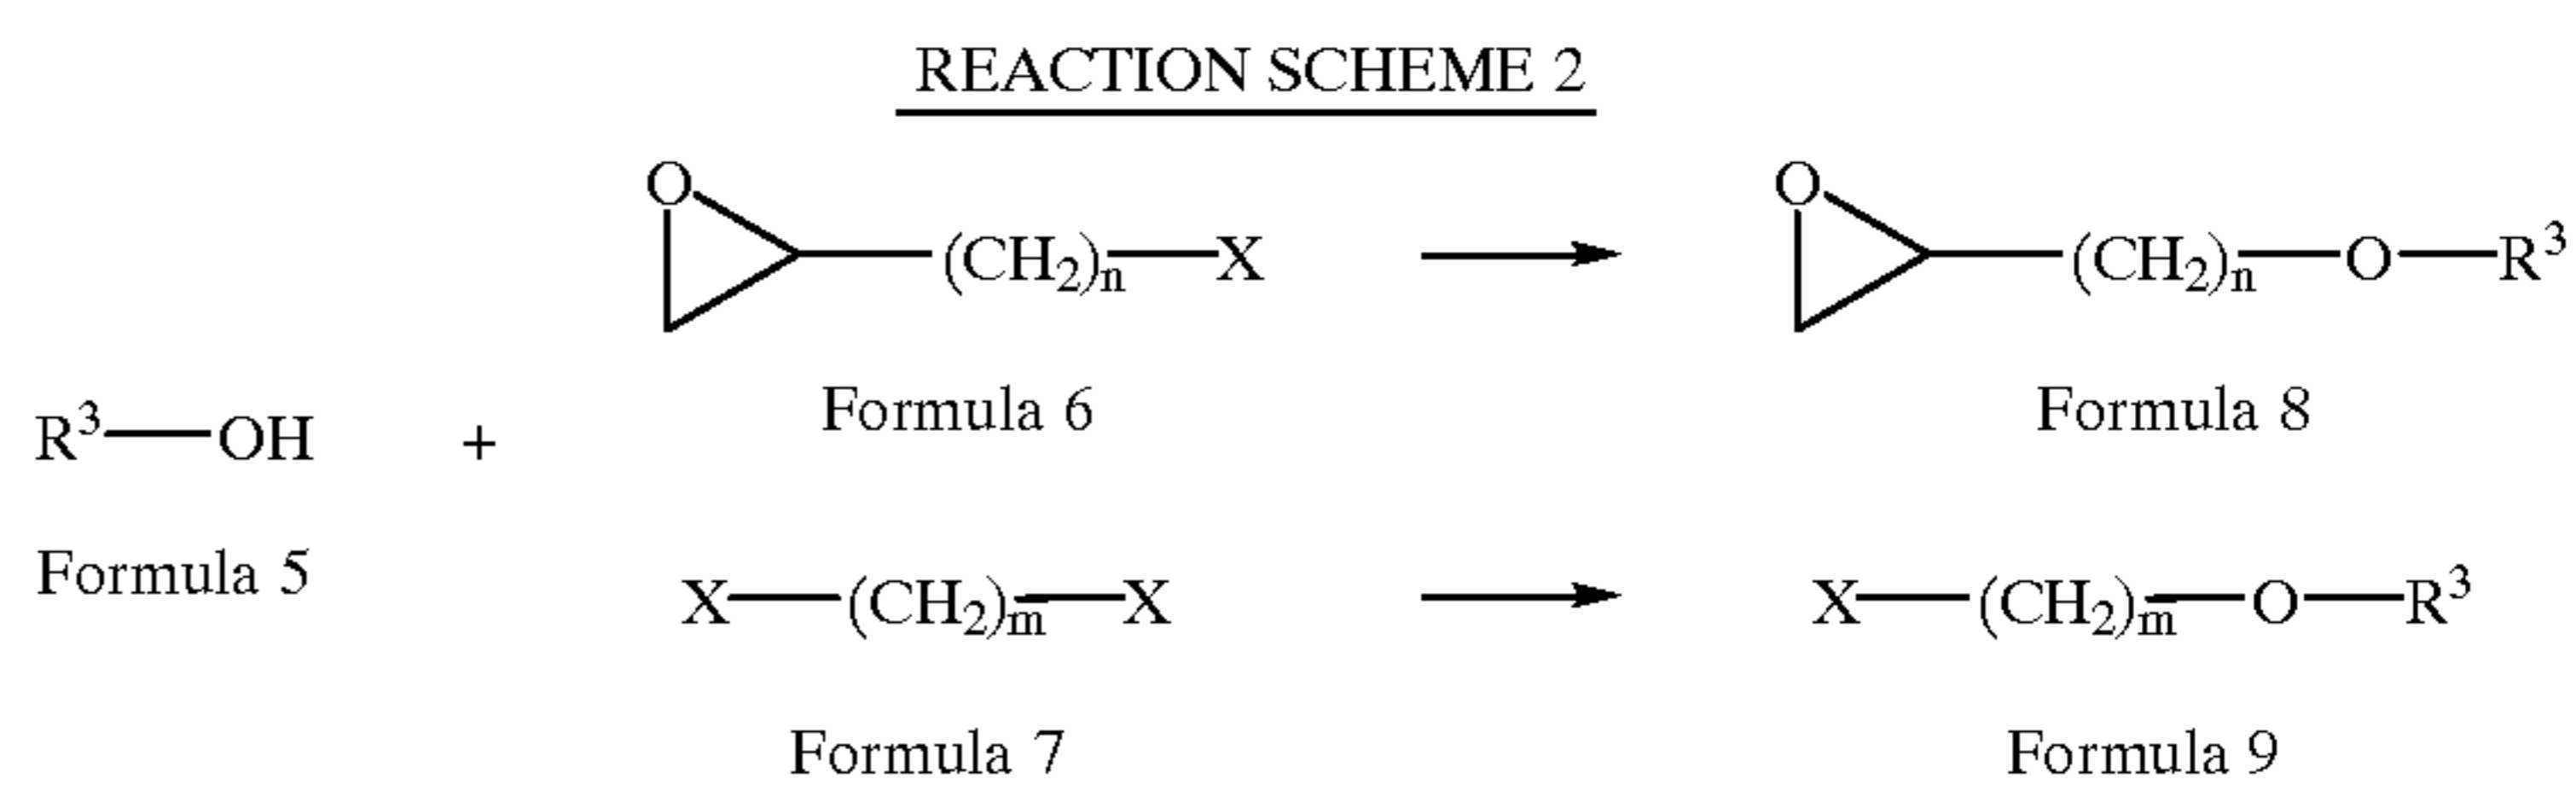 REACTION SCHEME 2
O
(CH2)n X
O
(CH2)n O R3
Formula 6
Formula 8
R3 OH +
Formula 5
X (CH2)m X
X (CH2)m O R3
Formula 7
Formula 9